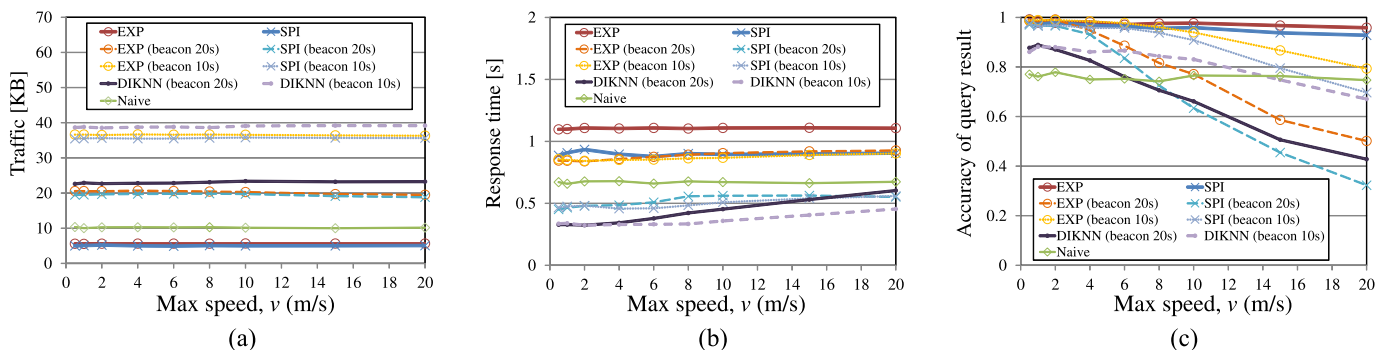 70
60
50
40
30
20
10
0
Traffic [KB]
EXP
SPI
EXP (beacon 20s)
SPI (beacon 20s)
EXP (beacon 10s)
SPI (beacon 10s)
DIKNN (beacon 20s)
DIKNN (beacon 10s)
Naive
0 2 4 6 8 10 12 14 16 18 20
Max speed, v (m/s)
(a)
2
1.5
1
0.5
0
Response time [s]
EXP
SPI
EXP (beacon 20s)
SPI (beacon 20s)
EXP (beacon 10s)
SPI (beacon 10s)
DIKNN (beacon 20s)
DIKNN (beacon 10s)
Naive
0 2 4 6 8 10 12 14 16 18 20
Max speed, v (m/s)
(b)
1
0.8
0.6
0.4
0.2
0
Accuracy of query result
EXP
SPI
EXP (beacon 20s)
SPI (beacon 20s)
EXP (beacon 10s)
SPI (beacon 10s)
DIKNN (beacon 20s)
DIKNN (beacon 10s)
Naive
0 2 4 6 8 10 12 14 16 18 20
Max speed, v (m/s)
(c)